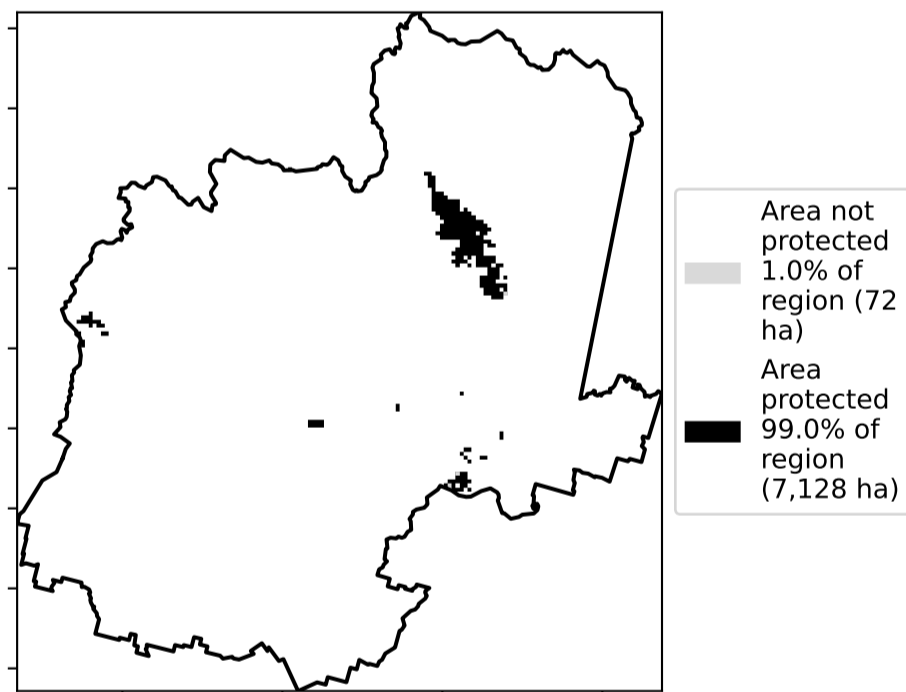 Area not
protected
1.0% of
region (72
ha)
Area
protected
99.0% of
region
(7,128 ha)